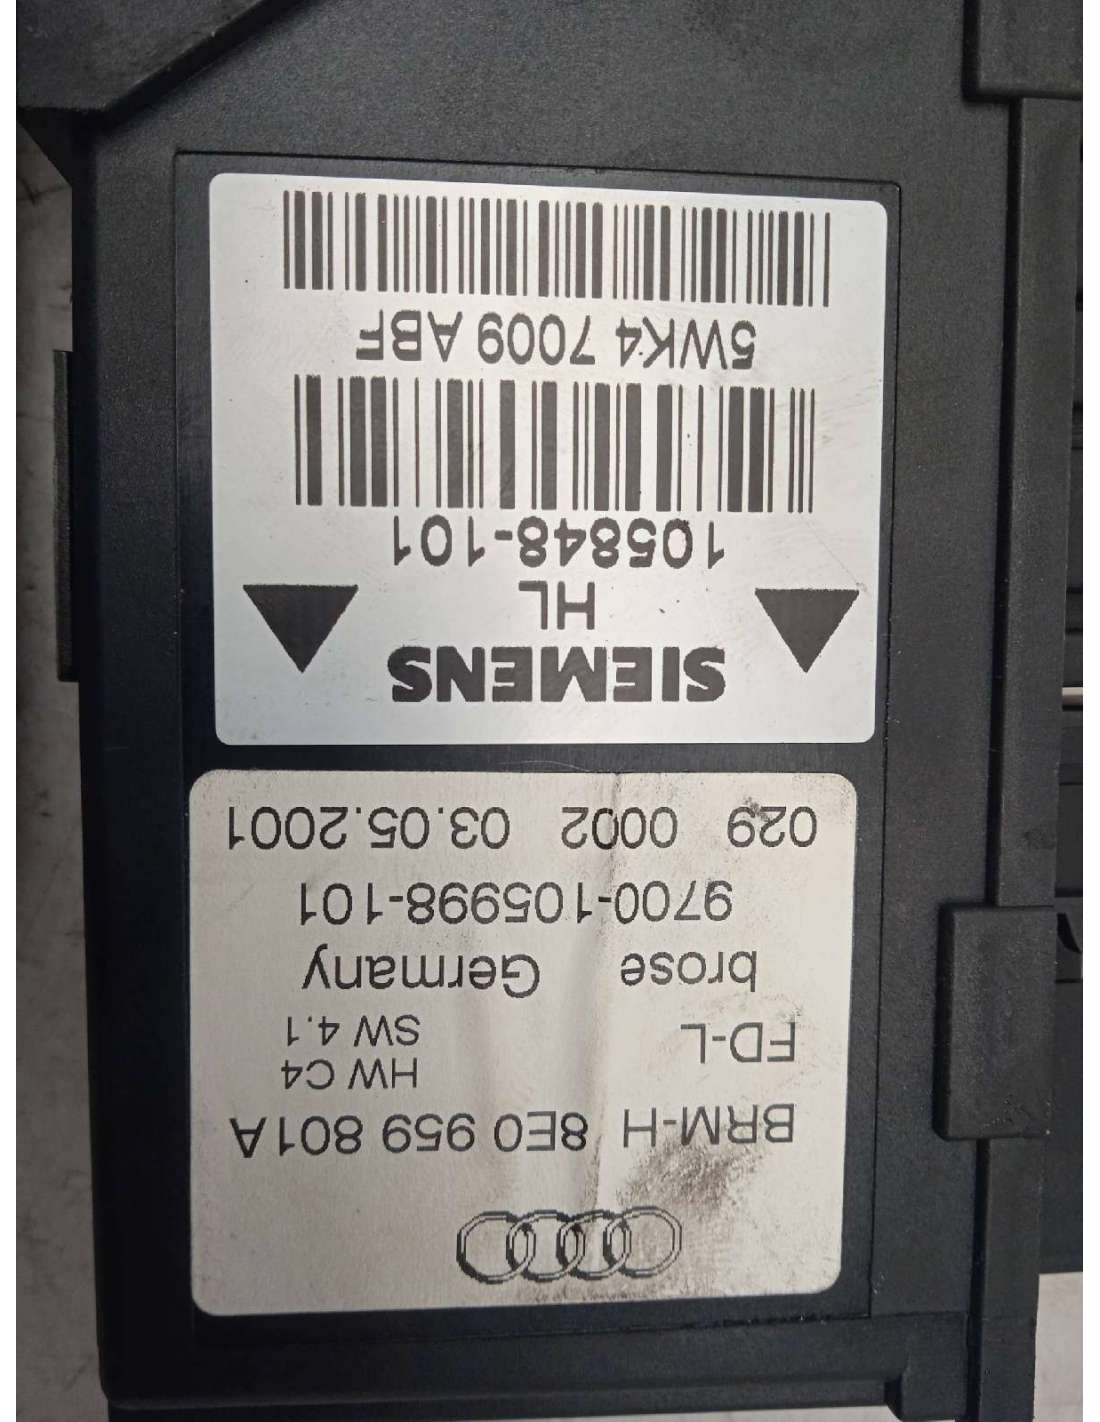 BRM-H 8E0 959 801A
HW C4
FD-L
SW 4.1
brose Germany
9700-105998-101
029 0002 03.05.2001
SIEMENS
HL
105848-101
5WK4 7009 ABF